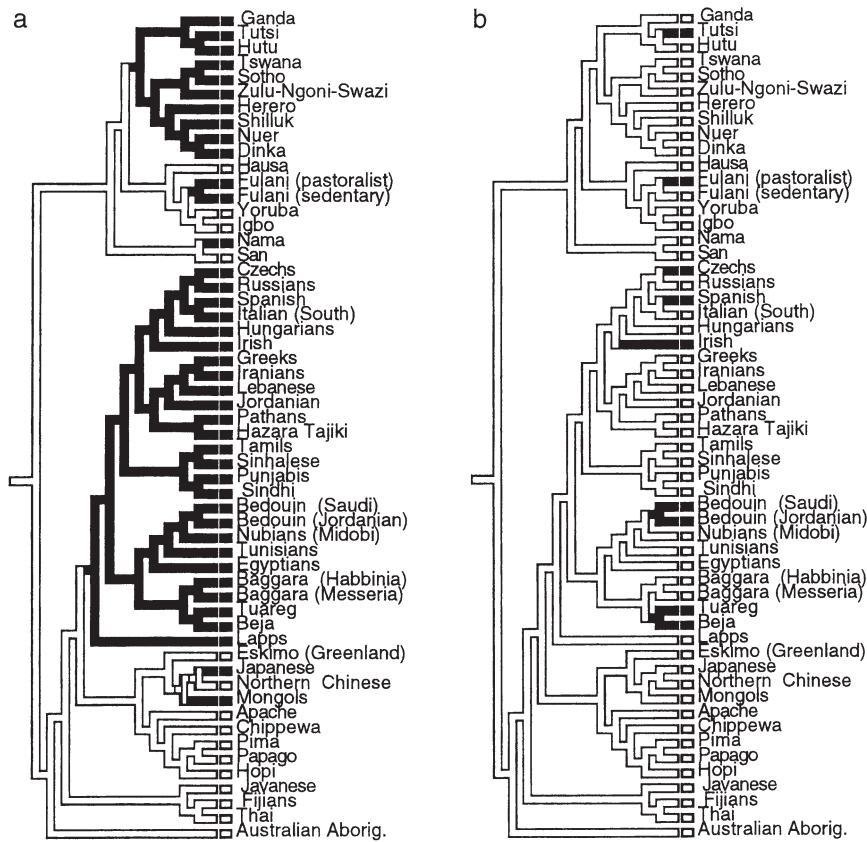 a
Ganda
Tutsi
Hutu
Tswana
Sotho
Zulu-Ngoni-Swazi
Herero
Shilluk
Nuer
Dinka
Hausa
Fulani (pastoralist)
Fulani (sedentary)
Yoruba
Igbo
Nama
San
Czechs
Russians
Spanish
Italian (South)
Hungarians
Irish
Greeks
Iranians
Lebanese
Jordanian
Pathans
Hazara Tajiki
Tamils
Sinhalese
Punjabis
Sindhi
Bedouin (Saudi)
Bedouin (Jordanian)
Nubians (Midobi)
Tunisians
Egyptians
Baggara (Habbinia)
Baggara (Messeria)
Tuareg
Beja
Lapps
Eskimo (Greenland)
Japanese
Northern Chinese
Mongols
Apache
Chippewa
Pima
Papago
Hopi
Javanese
Fijians
Thai
Australian Aborig.
b
Ganda
Tutsi
Hutu
Tswana
Sotho
Zulu-Ngoni-Swazi
Herero
Shilluk
Nuer
Dinka
Hausa
Fulani (pastoralist)
Fulani (sedentary)
Yoruba
Igbo
Nama
San
Czechs
Russians
Spanish
Italian (South)
Hungarians
Irish
Greeks
Iranians
Lebanese
Jordanian
Pathans
Hazara Tajiki
Tamils
Sinhalese
Punjabis
Sindhi
Bedouin (Saudi)
Bedouin (Jordanian)
Nubians (Midobi)
Tunisians
Egyptians
Baggara (Habbinia)
Baggara (Messeria)
Tuareg
Beja
Lapps
Eskimo (Greenland)
Japanese
Northern Chinese
Mongols
Apache
Chippewa
Pima
Papago
Hopi
Javanese
Fijians
Thai
Australian Aborig.